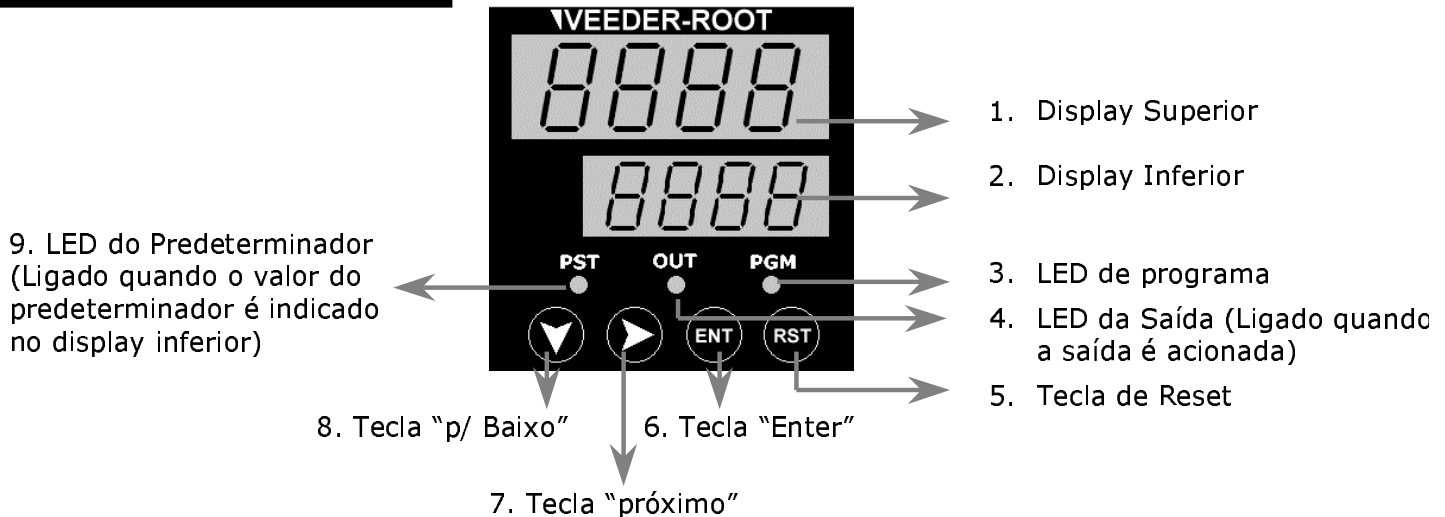 VEEDER-ROOT
8888
8888
PST OUT PGM
ENT RST
1. Display Superior
2. Display Inferior
3. LED de programa
4. LED da Saída (Ligado quando
a saída é acionada)
5. Tecla de Reset
6. Tecla “Enter”
7. Tecla “próximo”
8. Tecla “p/ Baixo”
9. LED do Predeterminador
(Ligado quando o valor do
predeterminador é indicado
no display inferior)